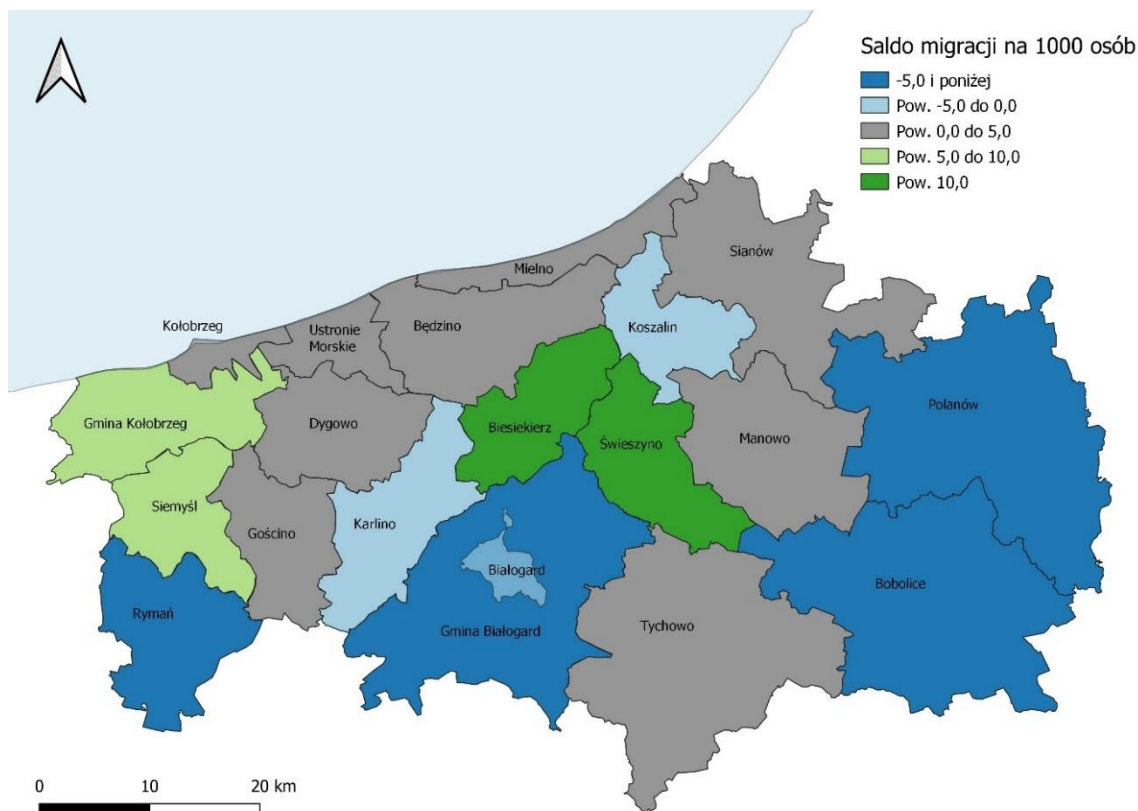 Saldo migracji na 1000 osób
-5,0 i poniżej
Pow. -5,0 do 0,0
Pow. 0,0 do 5,0
Pow. 5,0 do 10,0
Pow. 10,0
Sianów
Mielno
Kołobrzeg
Ustronie
Morskie
Będzino
Koszalin
Gmina Kołobrzeg
Dygowo
Biesiekierz
Świeszyno
Manowo
Polanów
Siemyśl
Gościno
Karlino
Białogard
Bobolice
Rymań
Gmina Białogard
Tychowo
0 10 20 km